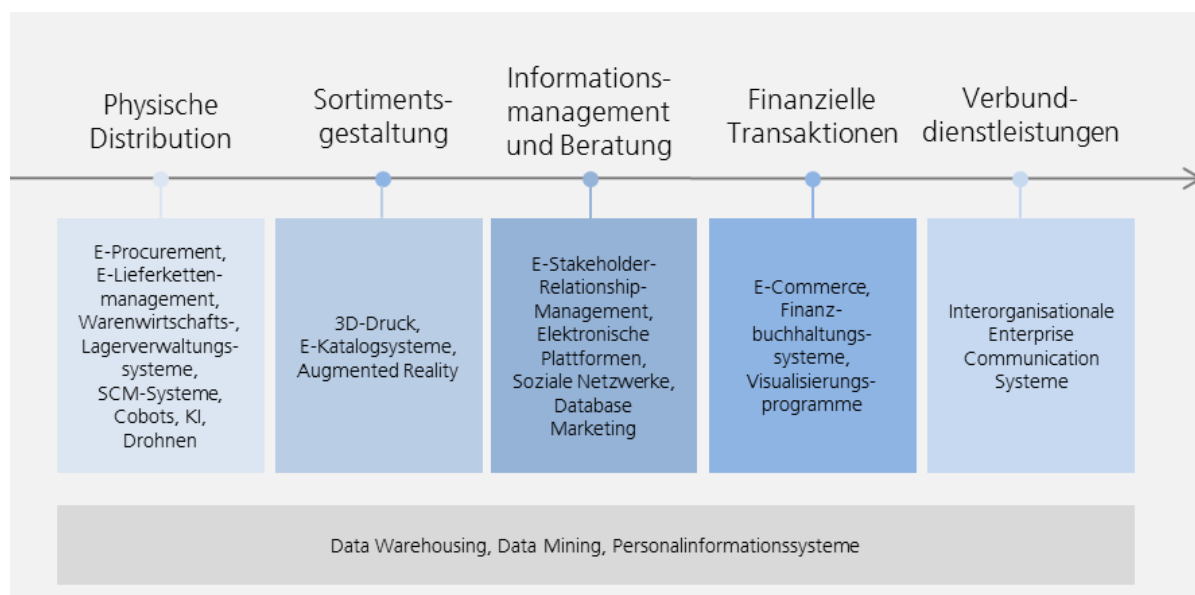 Physische
Distribution
Sortiments-
gestaltung
Informations-
management
und Beratung
Finanzielle
Transaktionen
Verbund-
dienstleistungen
E-Procurement,
E-Lieferketten-
management,
Warenwirtschafts-,
Lagerverwaltungs-
systeme,
SCM-Systeme,
Cobots, KI,
Drohnen
3D-Druck,
E-Katalogsysteme,
Augmented Reality
E-Stakeholder-
Relationship-
Management,
Elektronische
Plattformen,
Soziale Netzwerke,
Database
Marketing
E-Commerce,
Finanz-
buchhaltungs-
systeme,
Visualisierungs-
programme
Interorganisationale
Enterprise
Communication
Systeme
Data Warehousing, Data Mining, Personalinformationssysteme